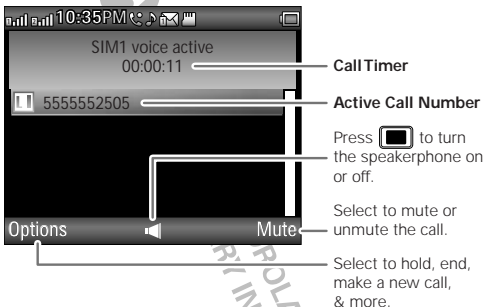 10:35PM
SIM1 voice active
00:00:11
5555552505
Options
Mute
Call Timer
Active Call Number
Press to turn
the speakerphone on
or off.
Select to mute or
unmute the call.
Select to hold, end,
make a new call,
& more.